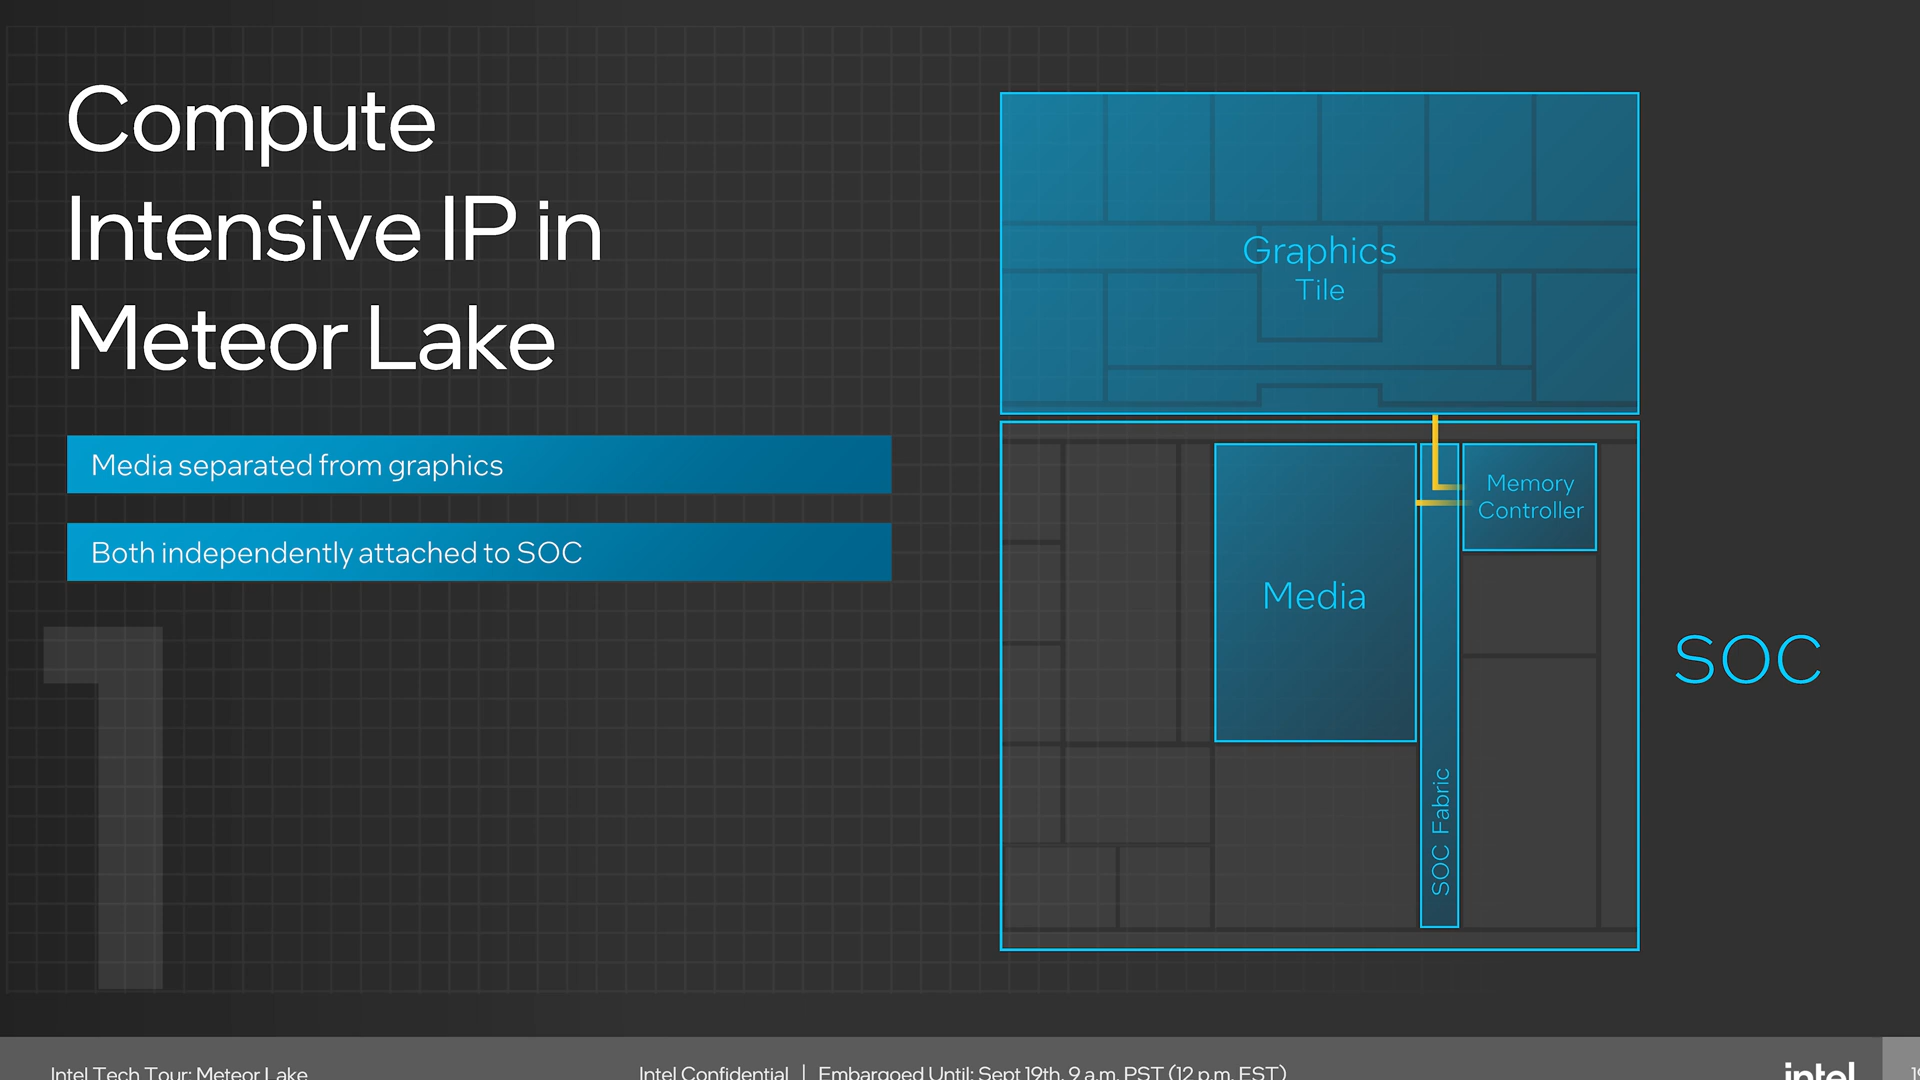 Compute
Intensive IP in
Meteor Lake
Media separated from graphics
Both independently attached to SOC
1
Graphics
Tile
Media
Memory
Controller
SOC Fabric
SOC
Intel Tech Tour: Meteor Lake
Intel Confidential | Embargoed Until: Sept 19th, 9 a.m. PST (12 p.m. EST)
intel